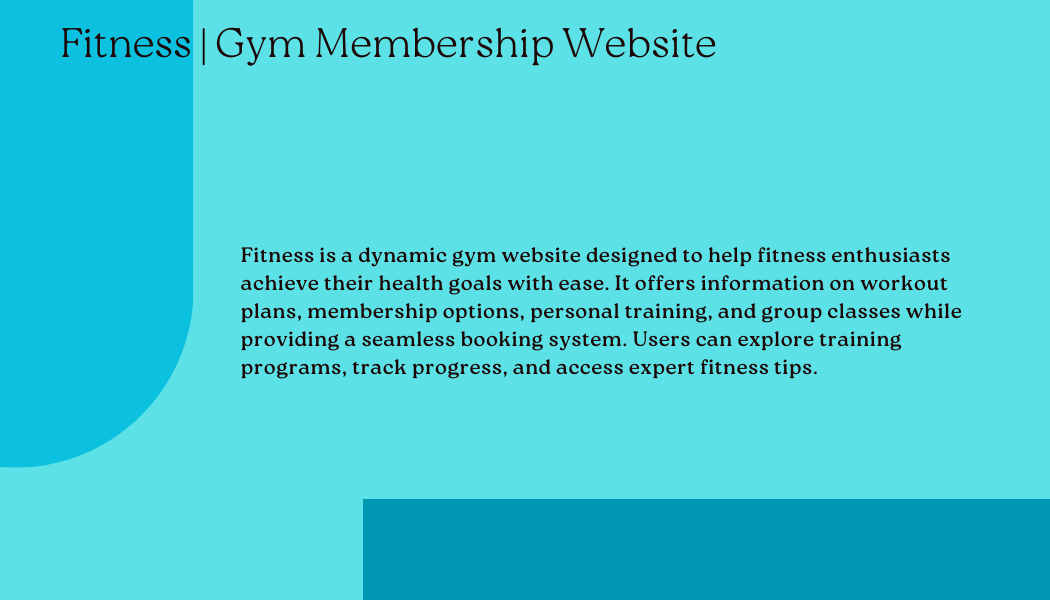 Fitness | Gym Membership Website
Fitness is a dynamic gym website designed to help fitness enthusiasts
achieve their health goals with ease. It offers information on workout
plans, membership options, personal training, and group classes while
providing a seamless booking system. Users can explore training
programs, track progress, and access expert fitness tips.